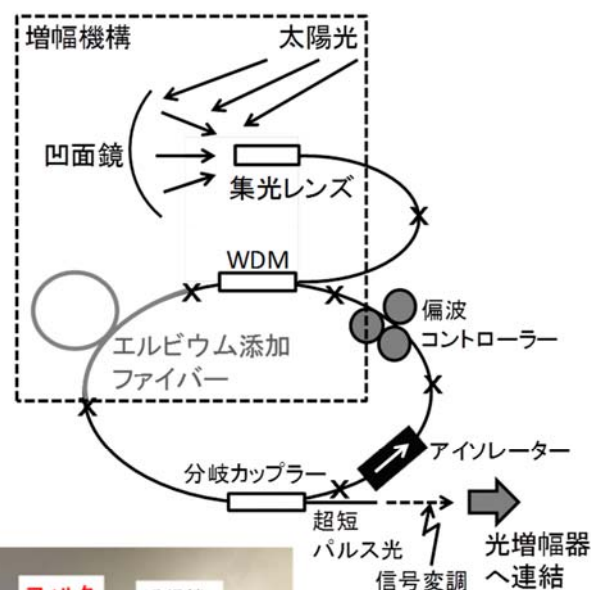 増幅機構
太陽光
凹面鏡
集光レンズ
WDM
偏波
コントローラー
エルビウム添加
ファイバー
アイソレーター
分岐カップラー
超短
パルス光
信号変調
光増幅器
へ連結